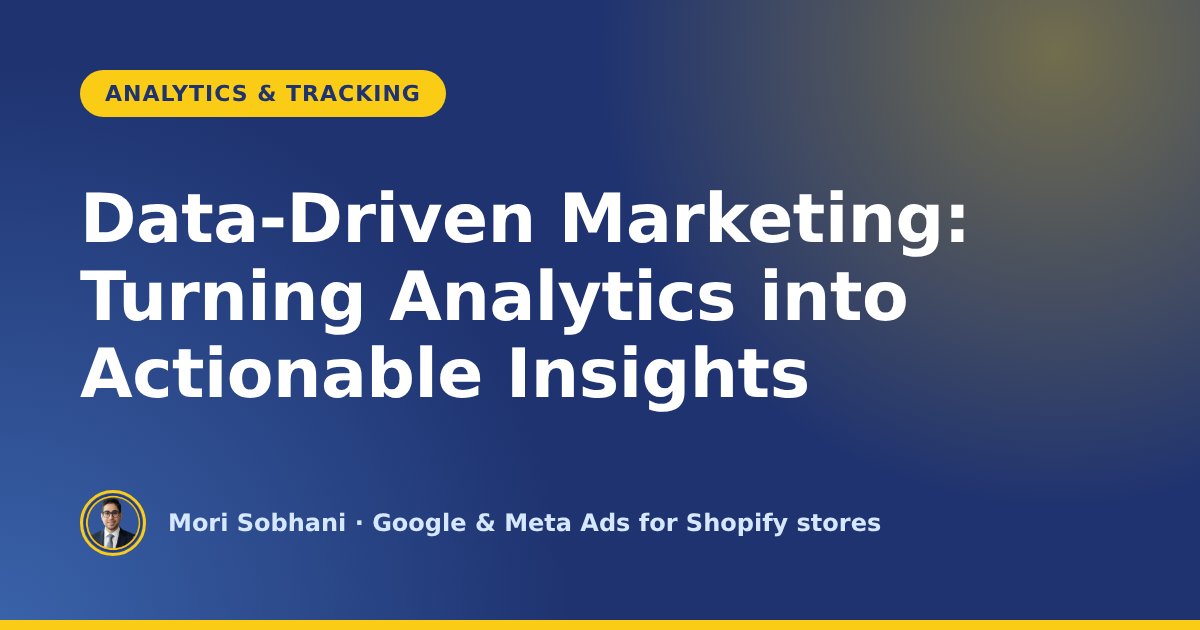 ANALYTICS & TRACKING
Data-Driven Marketing:
Turning Analytics into
Actionable Insights
Mori Sobhani · Google & Meta Ads for Shopify stores